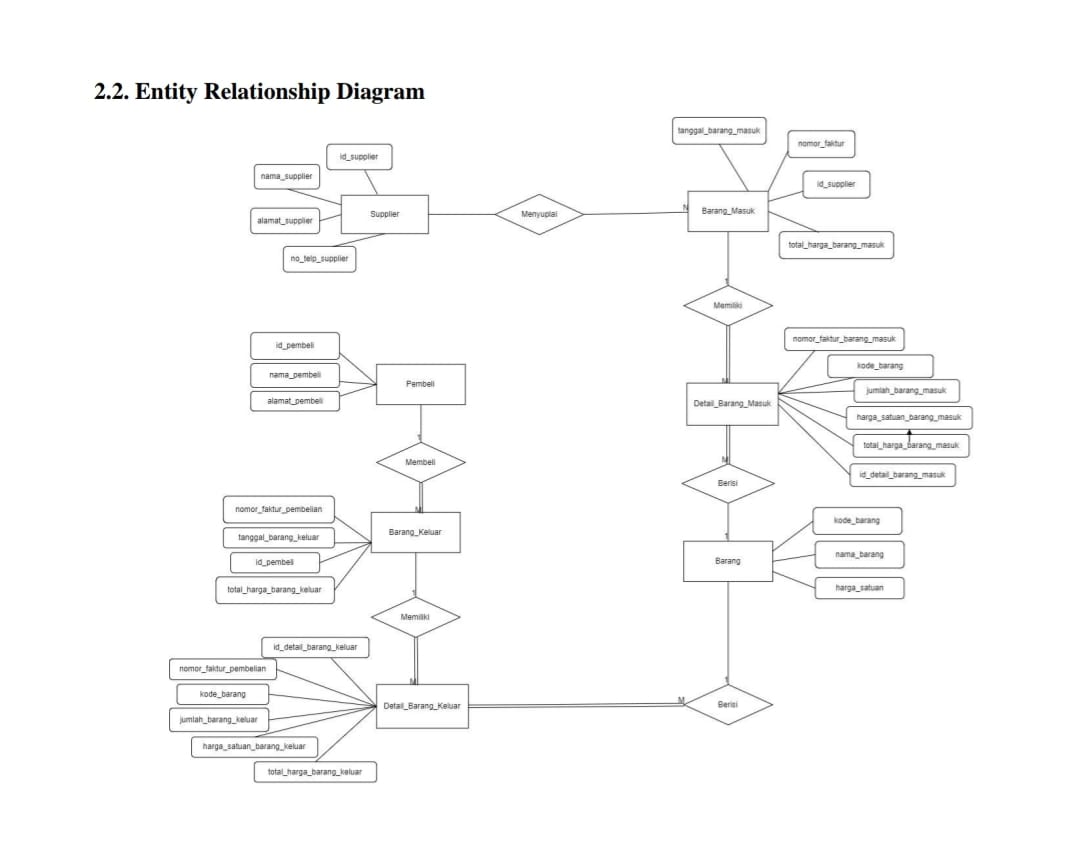 2.2. Entity Relationship Diagram
tanggal_barang_masuk
nomor_faktur
id_supplier
nama_supplier
id_supplier
alamat_supplier
Supplier
Menyuplai
N
Barang_Masuk
no_telp_supplier
total_harga_barang_masuk
1
Memiliki
id_pembeli
nama_pembeli
alamat_pembeli
Pembeli
nomor_faktur_barang_masuk
kode_barang
jumlah_barang_masuk
harga_satuan_barang_masuk
total_harga_barang_masuk
id_detail_barang_masuk
M
Detail_Barang_Masuk
1
Membeli
M
Berisi
nomor_faktur_pembelian
tanggal_barang_keluar
id_pembeli
total_harga_barang_keluar
M
Barang_Keluar
kode_barang
nama_barang
harga_satuan
1
Barang
1
Memiliki
id_detail_barang_keluar
nomor_faktur_pembelian
kode_barang
jumlah_barang_keluar
harga_satuan_barang_keluar
total_harga_barang_keluar
M
Detail_Barang_Keluar
M
1
Berisi